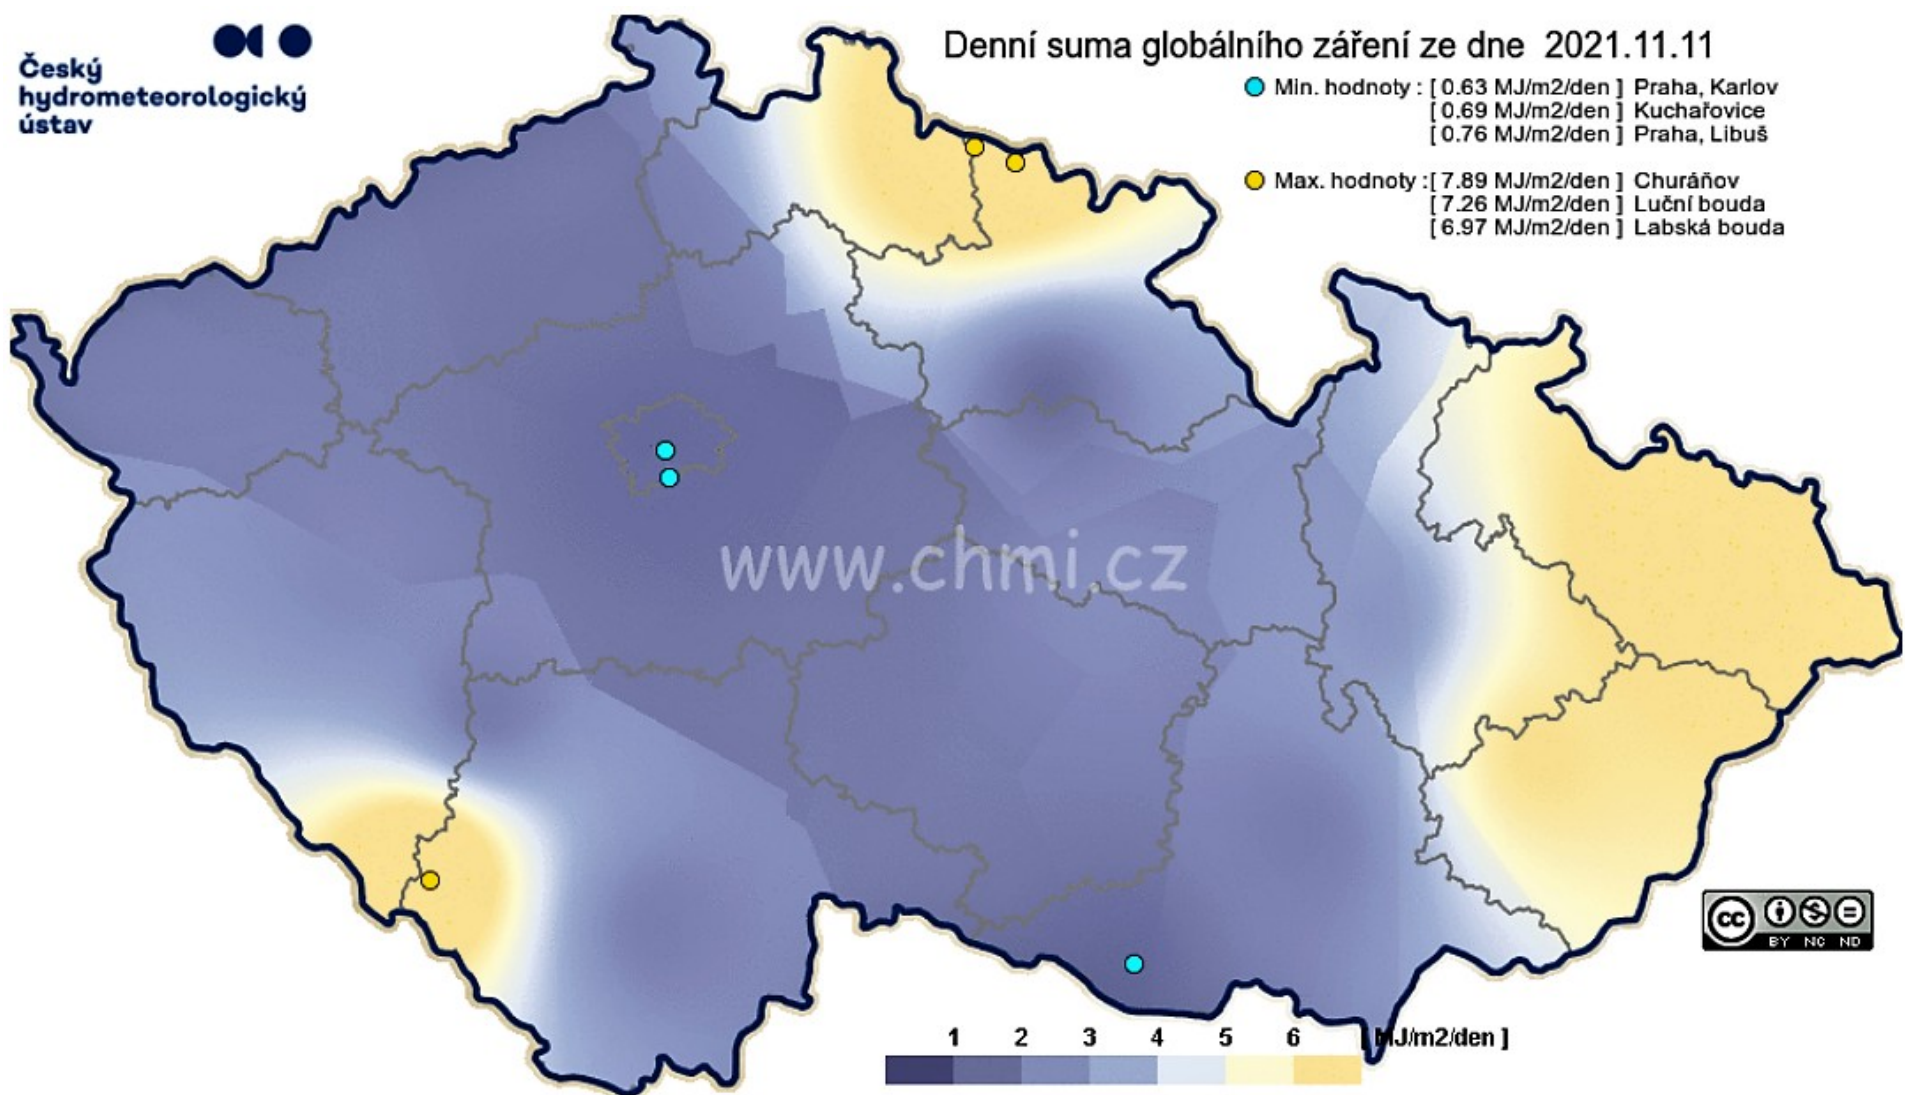 Český
hydrometeorologický
ústav
Denní suma globálního záření ze dne 2021.11.11
Min. hodnoty : [ 0.63 MJ/m2/den ] Praha, Karlov
[ 0.69 MJ/m2/den ] Kuchařovice
[ 0.76 MJ/m2/den ] Praha, Libuš
Max. hodnoty :[ 7.89 MJ/m2/den ] Churáňov
[ 7.26 MJ/m2/den ] Luční bouda
[ 6.97 MJ/m2/den ] Labská bouda
www.chmi.cz
cc
BY NC ND
1 2 3 4 5 6 [ MJ/m2/den ]